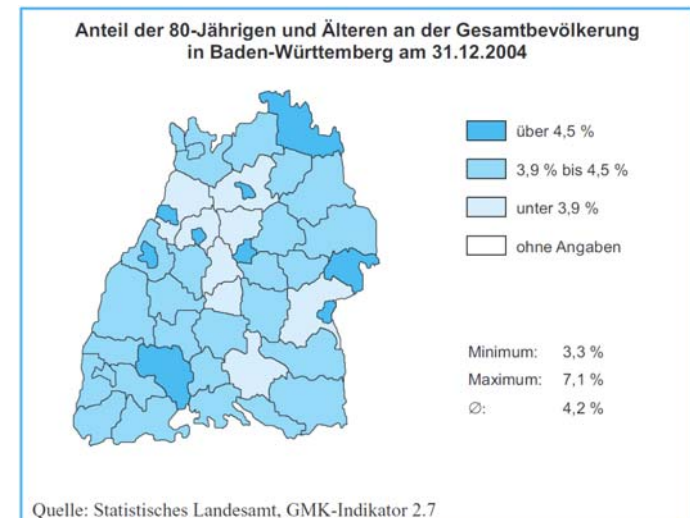 Anteil der 80-Jährigen und Älteren an der Gesamtbevölkerung
in Baden-Württemberg am 31.12.2004
über 4,5 %
3,9 % bis 4,5 %
unter 3,9 %
ohne Angaben
Minimum: 3,3 %
Maximum: 7,1 %
∅: 4,2 %
Quelle: Statistisches Landesamt, GMK-Indikator 2.7